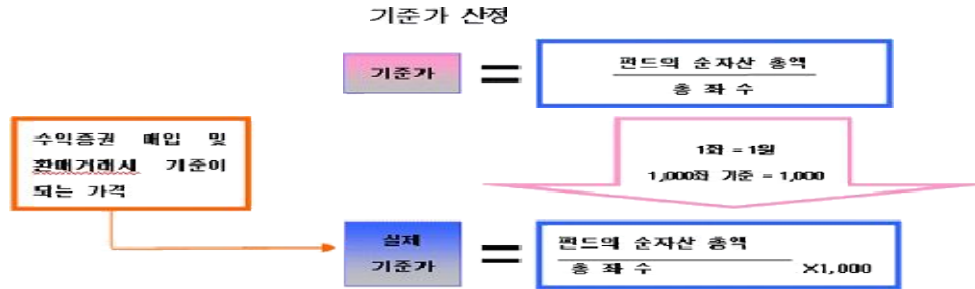 기준가 산정
기준가
=
펀드의 순자산 총액
총 좌 수
수익증권 매입 및
환매거래시 기준이
되는 가격
1좌 = 1원
1,000좌 기준 = 1,000
실제
기준가
=
펀드의 순자산 총액
총 좌 수 ×1,000